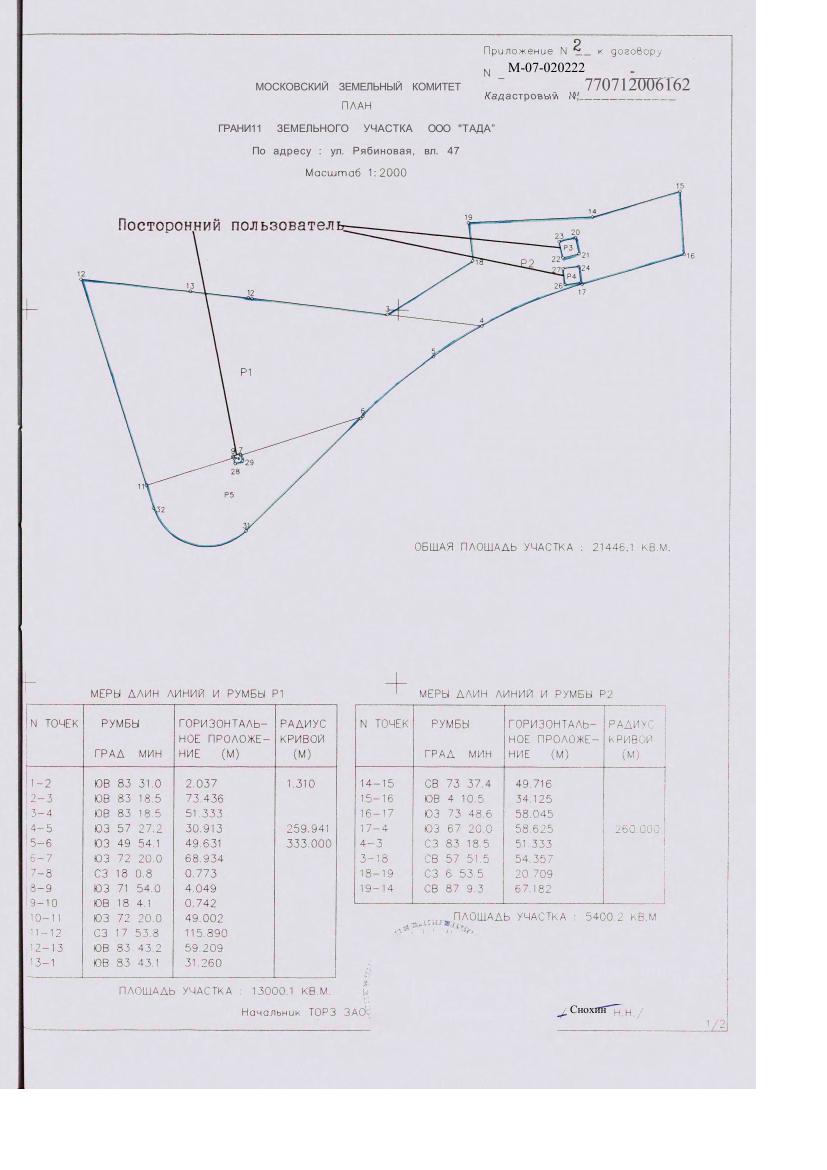 Приложение N 2 к договору
N М-07-020222 -
Кадастровый № 770712006162
МОСКОВСКИЙ ЗЕМЕЛЬНЫЙ КОМИТЕТ
ПЛАН
ГРАНИ11 ЗЕМЕЛЬНОГО УЧАСТКА ООО "ТАДА"
По адресу : ул. Рябиновая, вл. 47
Масштаб 1:2000
Посторонний пользователь
15
19
14
23 20
P3
18
P2
22
21
16
27 24
P4
26
17
12
13
12
3
4
5
P1
6
9 7
29
28
11
P5
32
31
ОБЩАЯ ПЛОЩАДЬ УЧАСТКА : 21446.1 КВ.М.
МЕРЫ ДЛИН ЛИНИЙ И РУМБЫ P1
N ТОЧЕК РУМБЫ ГОРИЗОНТАЛЬ- РАДИУС
НОЕ ПРОЛОЖЕ- КРИВОЙ
ГРАД МИН НИЕ (М) (М)
1-2 ЮВ 83 31.0 2.037 1.310
2-3 ЮВ 83 18.5 73.436
3-4 ЮВ 83 18.5 51.333
4-5 ЮЗ 57 27.2 30.913 259.941
5-6 ЮЗ 49 54.1 49.631 333.000
6-7 ЮЗ 72 20.0 68.934
7-8 СЗ 18 0.8 0.773
8-9 ЮЗ 71 54.0 4.049
9-10 ЮВ 18 4.1 0.742
10-11 ЮЗ 72 20.0 49.002
11-12 СЗ 17 53.8 115.890
12-13 ЮВ 83 43.2 59.209
13-1 ЮВ 83 43.1 31.260
ПЛОЩАДЬ УЧАСТКА : 13000.1 КВ.М.
МЕРЫ ДЛИН ЛИНИЙ И РУМБЫ P2
N ТОЧЕК РУМБЫ ГОРИЗОНТАЛЬ- РАДИУС
НОЕ ПРОЛОЖЕ- КРИВОЙ
ГРАД МИН НИЕ (М) (М)
14-15 СВ 73 37.4 49.716
15-16 ЮВ 4 10.5 34.125
16-17 ЮЗ 73 48.6 58.045
17-4 ЮЗ 67 20.0 58.625 260.000
4-3 СЗ 83 18.5 51.333
3-18 СВ 57 51.5 54.357
18-19 СЗ 6 53.5 20.709
19-14 СВ 87 9.3 67.182
ПЛОЩАДЬ УЧАСТКА : 5400.2 КВ.М
Начальник ТОРЗ ЗАО
/ Снохин Н.Н./
1/2